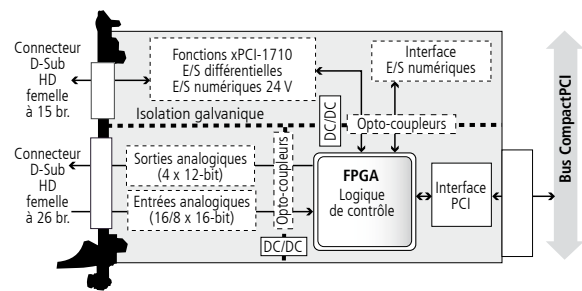 Connecteur
D-Sub
HD
femelle
à 15 br.
Fonctions xPCI-1710
E/S différentielles
E/S numériques 24 V
Interface
E/S numériques
Isolation galvanique
DC/DC
Opto-coupleurs
Connecteur
D-Sub
HD
femelle
à 26 br.
Sorties analogiques
(4 x 12-bit)
Entrées analogiques
(16/8 x 16-bit)
Opto-coupleurs
DC/DC
FPGA
Logique
de contrôle
Interface
PCI
Bus CompactPCI